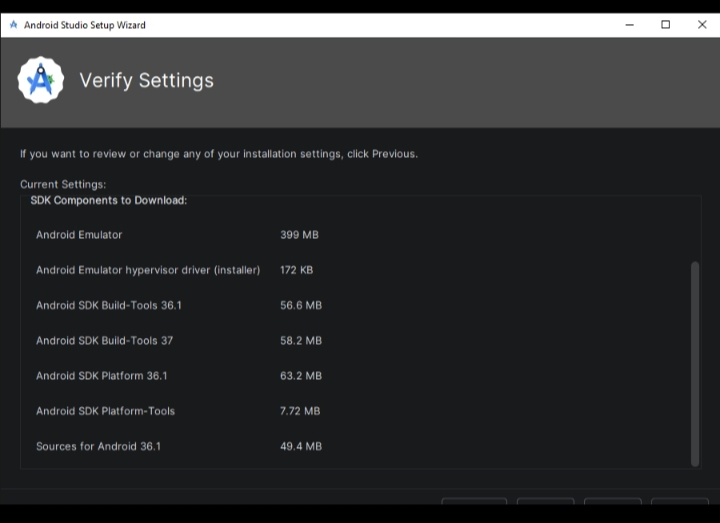 Android Studio Setup Wizard
Verify Settings
If you want to review or change any of your installation settings, click Previous.
Current Settings:
SDK Components to Download:
Android Emulator 399 MB
Android Emulator hypervisor driver (installer) 172 KB
Android SDK Build-Tools 36.1 56.6 MB
Android SDK Build-Tools 37 58.2 MB
Android SDK Platform 36.1 63.2 MB
Android SDK Platform-Tools 7.72 MB
Sources for Android 36.1 49.4 MB